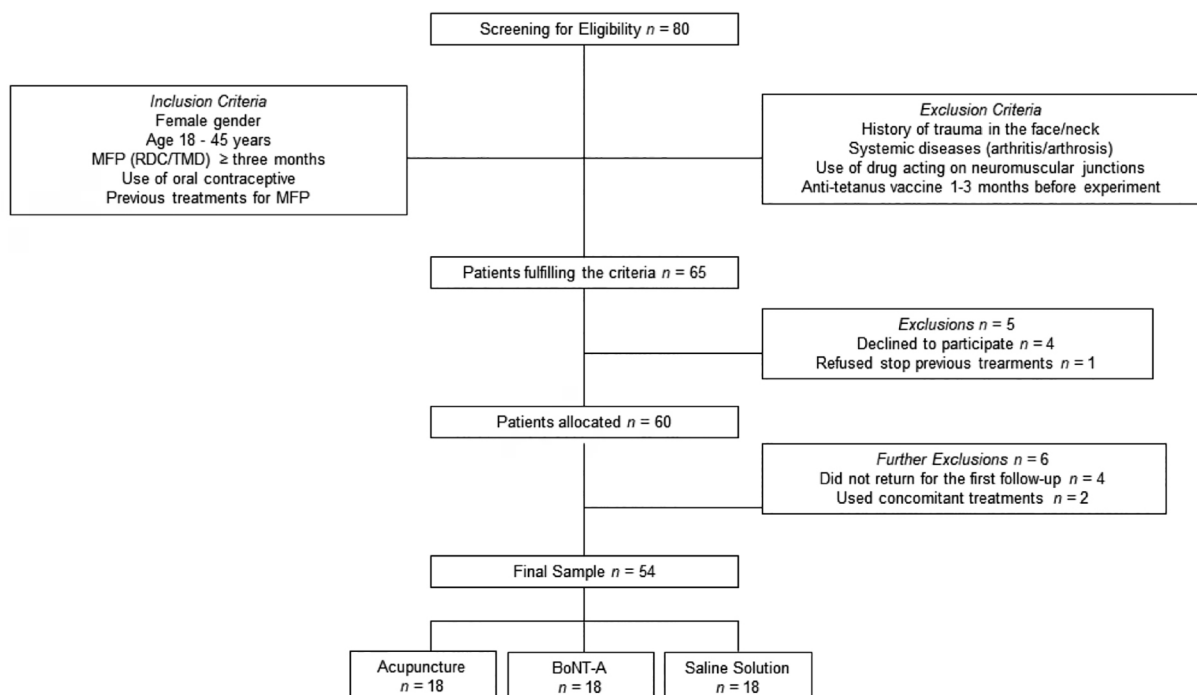 Screening for Eligibility n = 80
Inclusion Criteria
Female gender
Age 18 - 45 years
MFP (RDC/TMD) ≥ three months
Use of oral contraceptive
Previous treatments for MFP
Exclusion Criteria
History of trauma in the face/neck
Systemic diseases (arthritis/arthrosis)
Use of drug acting on neuromuscular junctions
Anti-tetanus vaccine 1-3 months before experiment
Patients fulfilling the criteria n = 65
Exclusions n = 5
Declined to participate n = 4
Refused stop previous trearments n = 1
Patients allocated n = 60
Further Exclusions n = 6
Did not return for the first follow-up n = 4
Used concomitant treatments n = 2
Final Sample n = 54
Acupuncture
n = 18
BoNT-A
n = 18
Saline Solution
n = 18